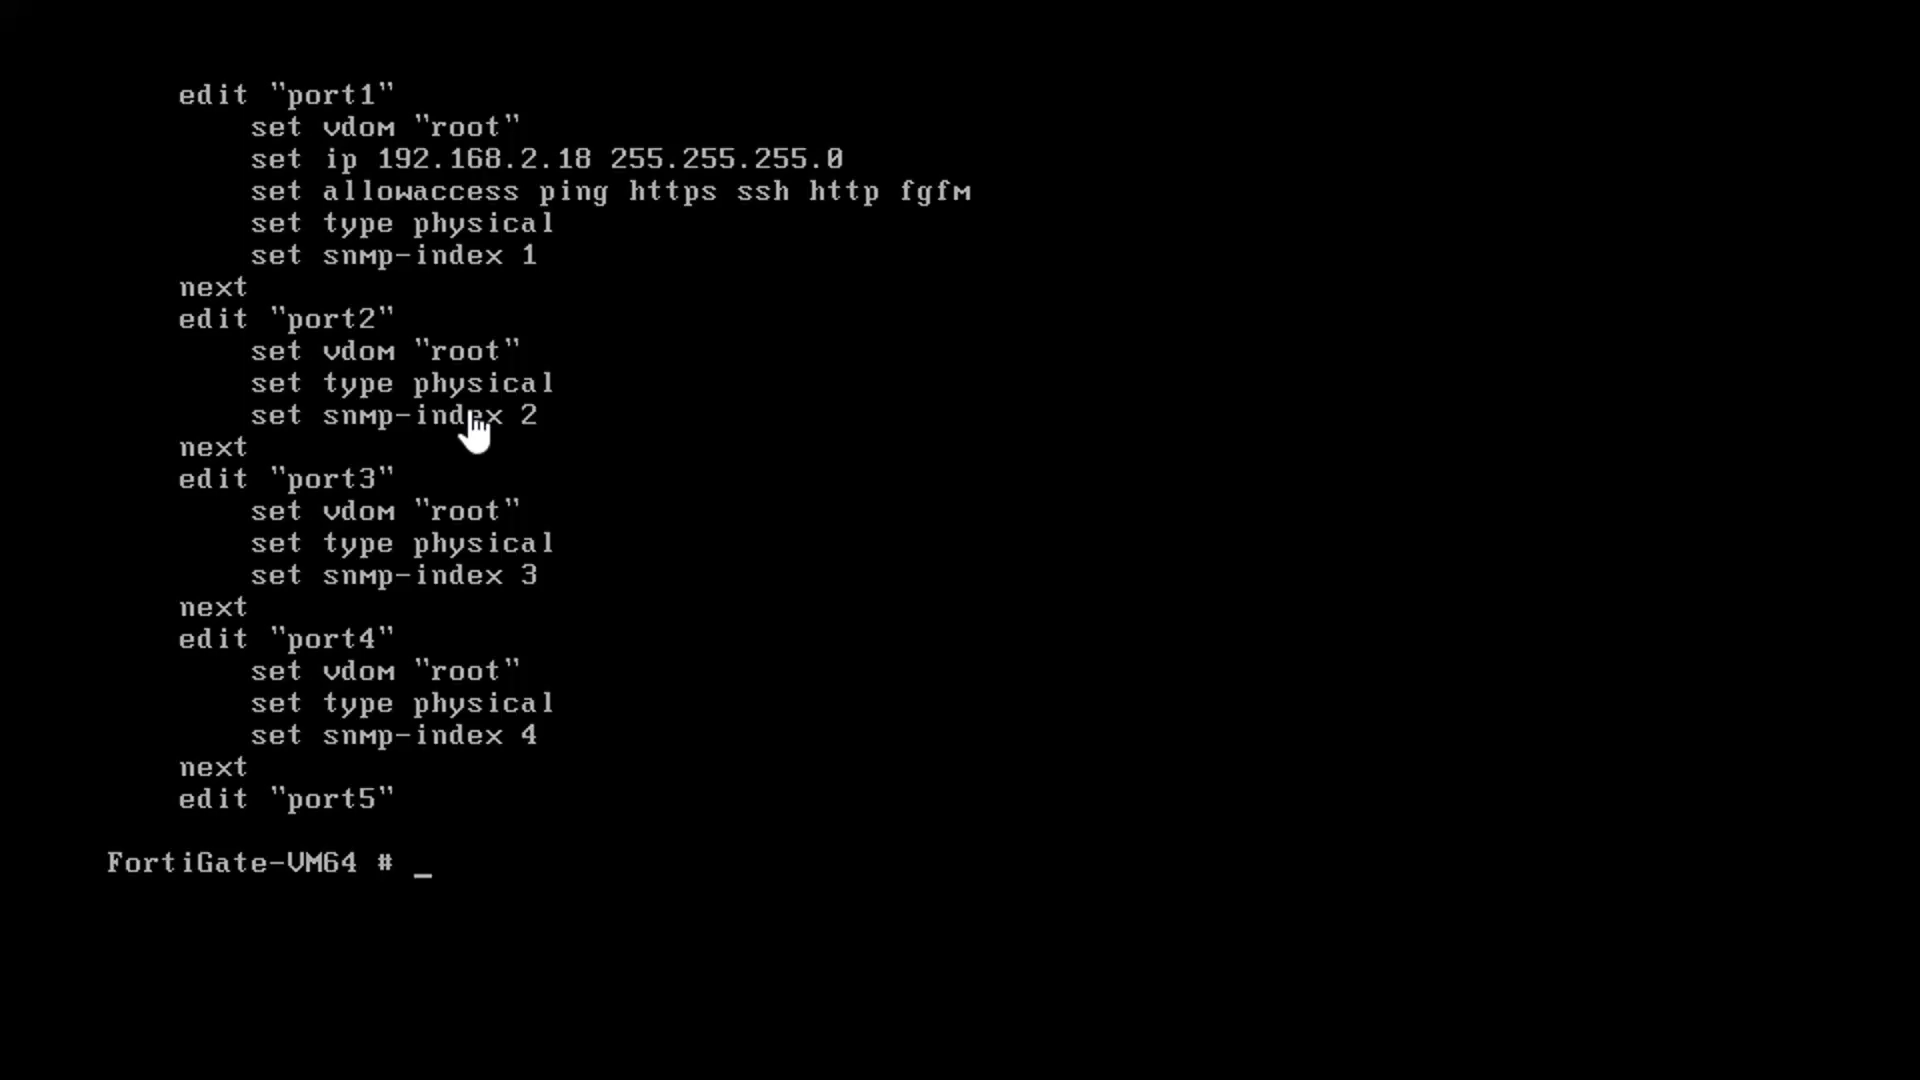 edit "port1"
set vdom "root"
set ip 192.168.2.18 255.255.255.0
set allowaccess ping https ssh http fgfm
set type physical
set snmp-index 1
next
edit "port2"
set vdom "root"
set type physical
set snmp-index 2
next
edit "port3"
set vdom "root"
set type physical
set snmp-index 3
next
edit "port4"
set vdom "root"
set type physical
set snmp-index 4
next
edit "port5"
FortiGate-VM64 # _